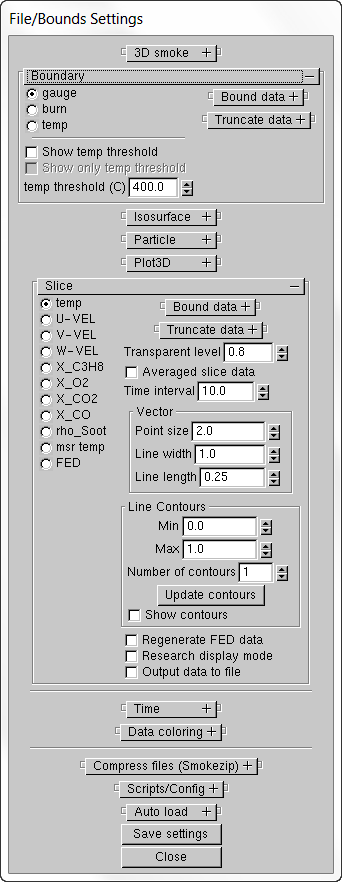 File/Bounds Settings
3D smoke +
Boundary −
gauge
burn
temp
Bound data +
Truncate data +
Show temp threshold
Show only temp threshold
temp threshold (C) 400.0
Isosurface +
Particle +
Plot3D +
Slice −
temp
U-VEL
V-VEL
W-VEL
X_C3H8
X_O2
X_CO2
X_CO
rho_Soot
msr temp
FED
Bound data +
Truncate data +
Transparent level 0.8
Averaged slice data
Time interval 10.0
Vector
Point size 2.0
Line width 1.0
Line length 0.25
Line Contours
Min 0.0
Max 1.0
Number of contours 1
Update contours
Show contours
Regenerate FED data
Research display mode
Output data to file
Time +
Data coloring +
Compress files (Smokezip) +
Scripts/Config +
Auto load +
Save settings
Close